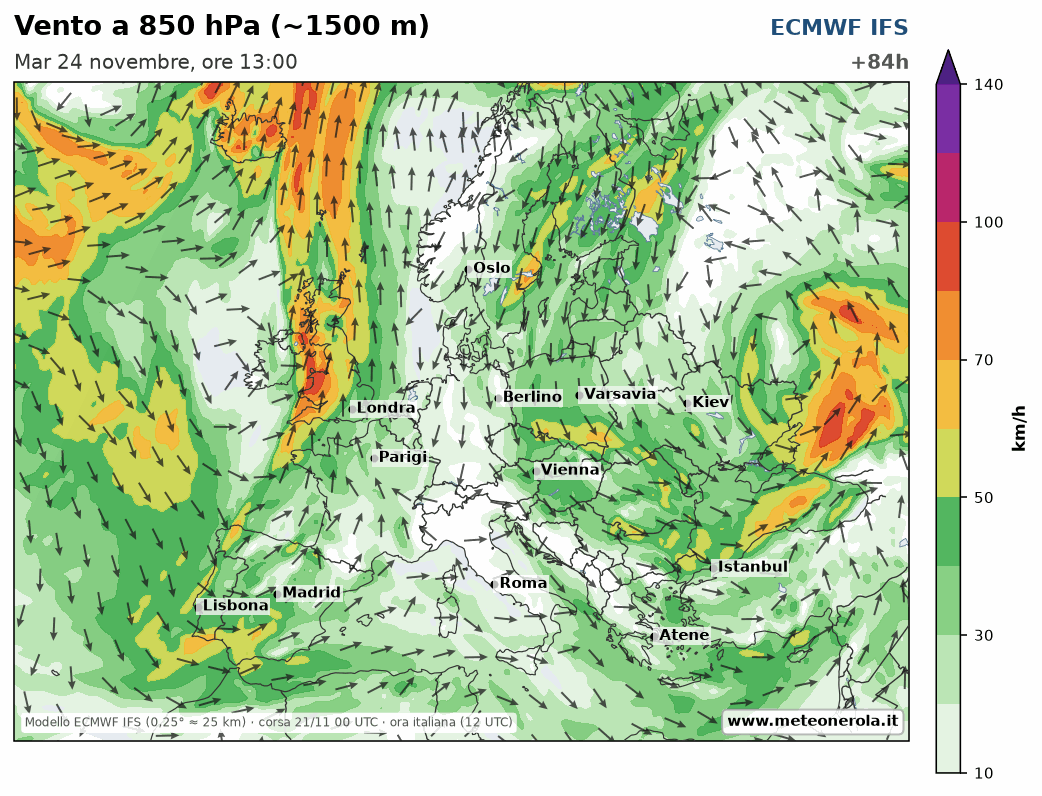 Vento a 850 hPa (~1500 m)
ECMWF IFS
Mar 24 novembre, ore 13:00
+84h
140
100
70
50
30
10
km/h
Oslo
Londra
Berlino
Varsavia
Kiev
Parigi
Vienna
Istanbul
Roma
Madrid
Lisbona
Atene
Modello ECMWF IFS (0,25° ≈ 25 km) · corsa 21/11 00 UTC · ora italiana (12 UTC)
www.meteonerola.it